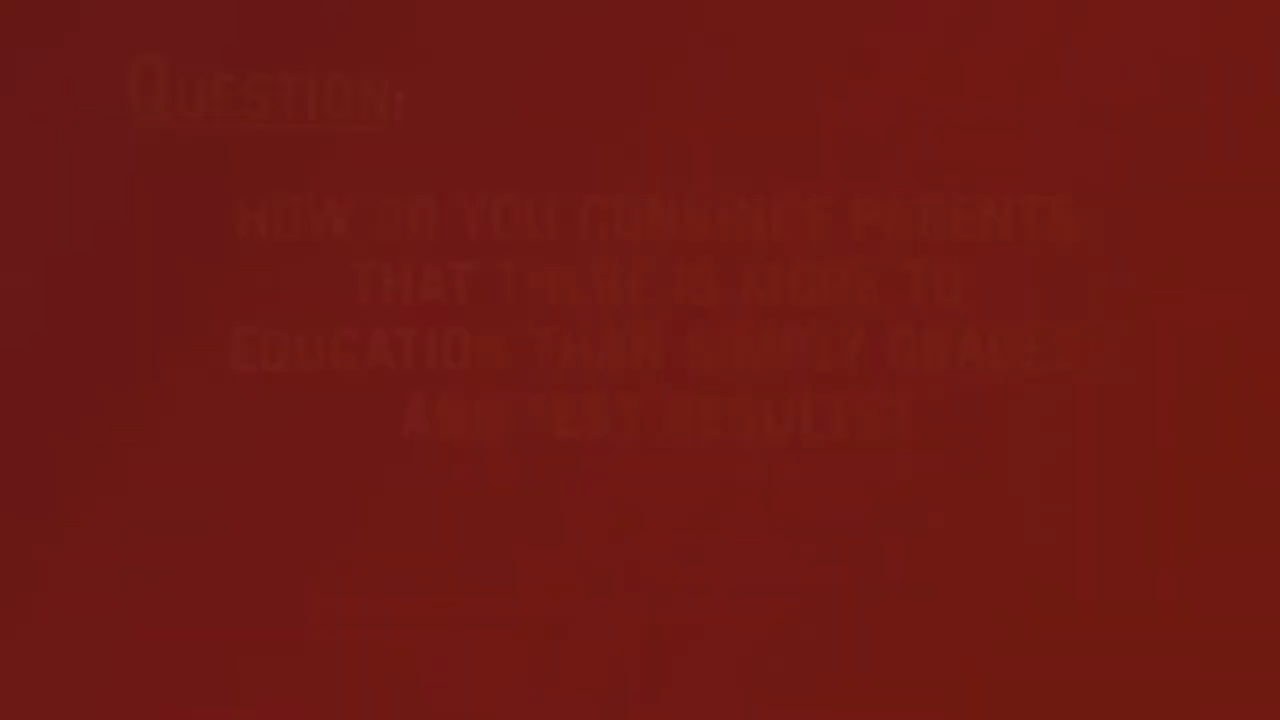 Question:
How do you convince parents
that there is more to
Education than simply grades
and test results?